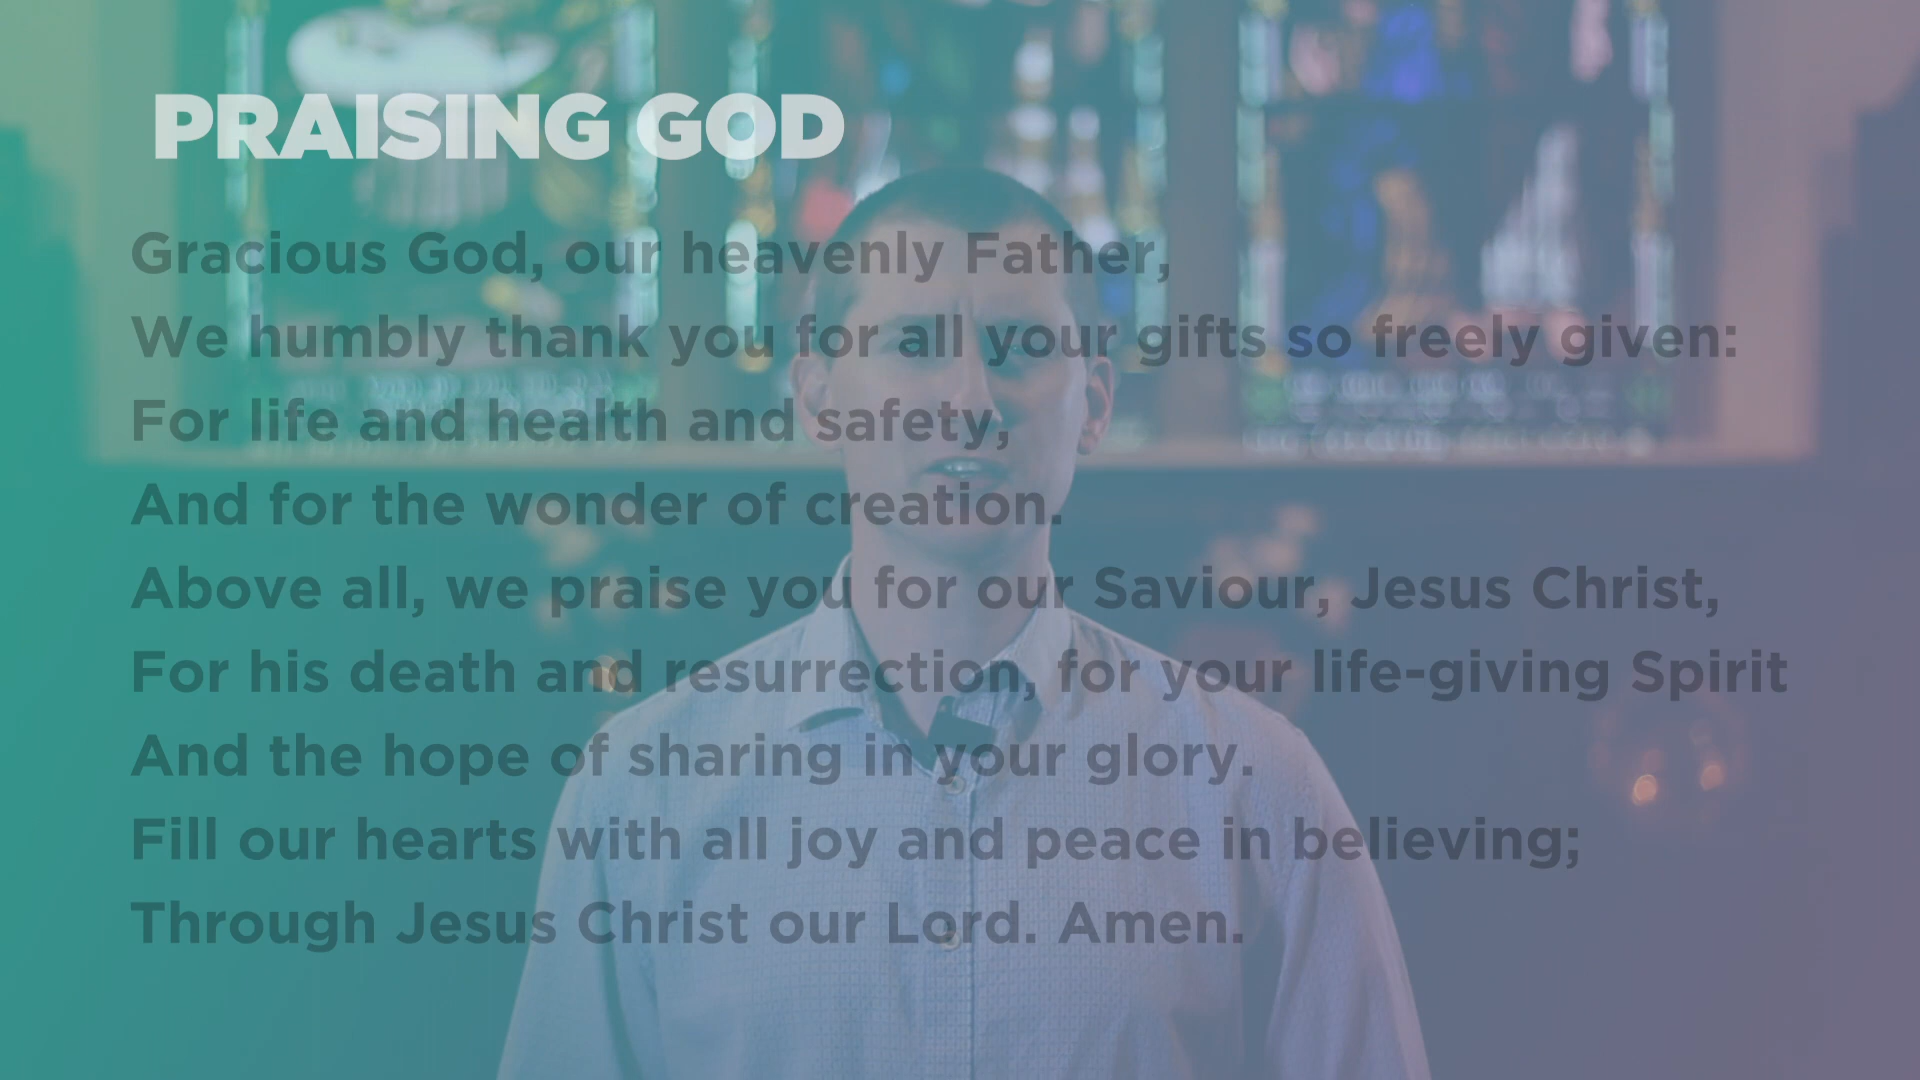 PRAISING GOD
Gracious God, our heavenly Father,
We humbly thank you for all your gifts so freely given:
For life and health and safety,
And for the wonder of creation.
Above all, we praise you for our Saviour, Jesus Christ,
For his death and resurrection, for your life-giving Spirit
And the hope of sharing in your glory.
Fill our hearts with all joy and peace in believing;
Through Jesus Christ our Lord. Amen.